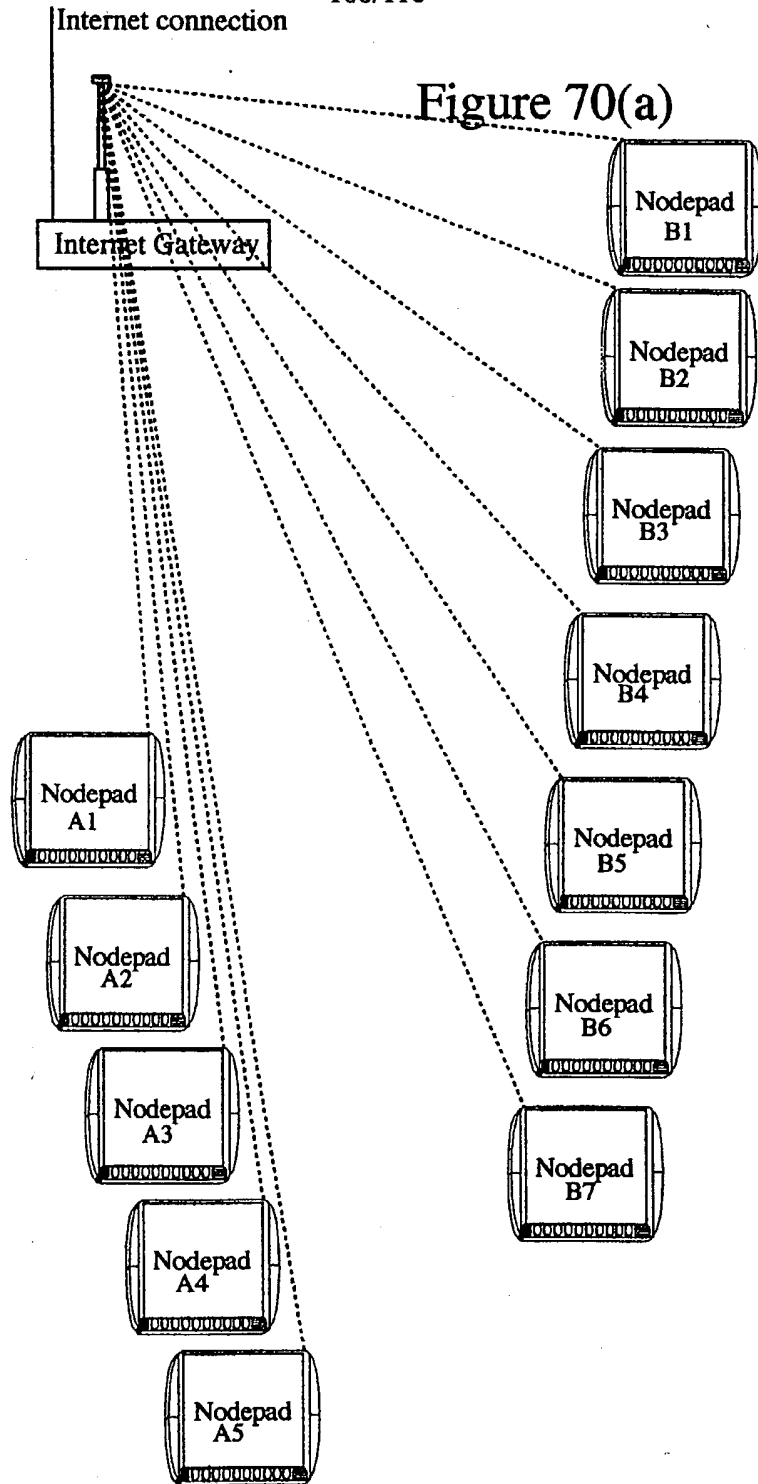 Internet connection
Figure 70(a)
Internet Gateway
Nodepad
B1
Nodepad
B2
Nodepad
B3
Nodepad
B4
Nodepad
B5
Nodepad
B6
Nodepad
B7
Nodepad
A1
Nodepad
A2
Nodepad
A3
Nodepad
A4
Nodepad
A5